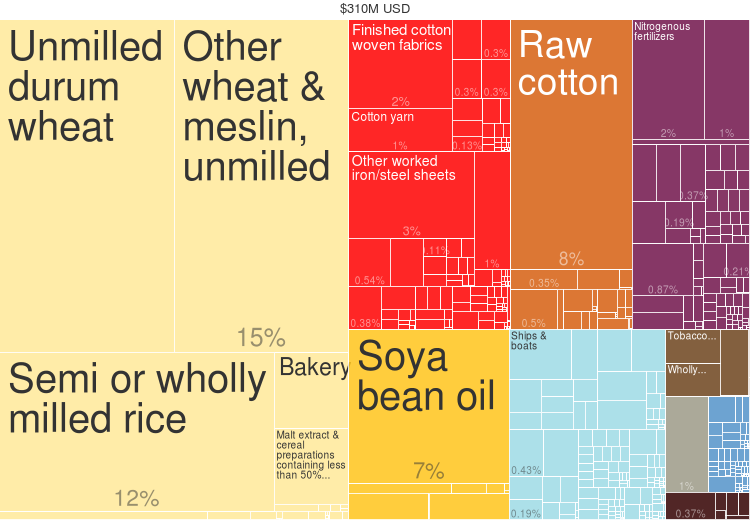 $310M USD
Unmilled
durum
wheat
Other
wheat &
meslin,
unmilled
15%
Semi or wholly
milled rice
12%
Bakery
Malt extract &
cereal
preparations
containing less
than 50%...
Finished cotton
woven fabrics
2%
0.3%
0.3%
0.3%
Cotton yarn
1%
0.13%
Other worked
iron/steel sheets
3%
0.11%
1%
0.54%
0.38%
Raw
cotton
8%
0.35%
0.5%
Nitrogenous
fertilizers
2%
1%
0.37%
0.19%
0.21%
0.87%
Soya
bean oil
7%
Ships &
boats
0.43%
0.19%
Tobacco...
Wholly...
1%
0.37%